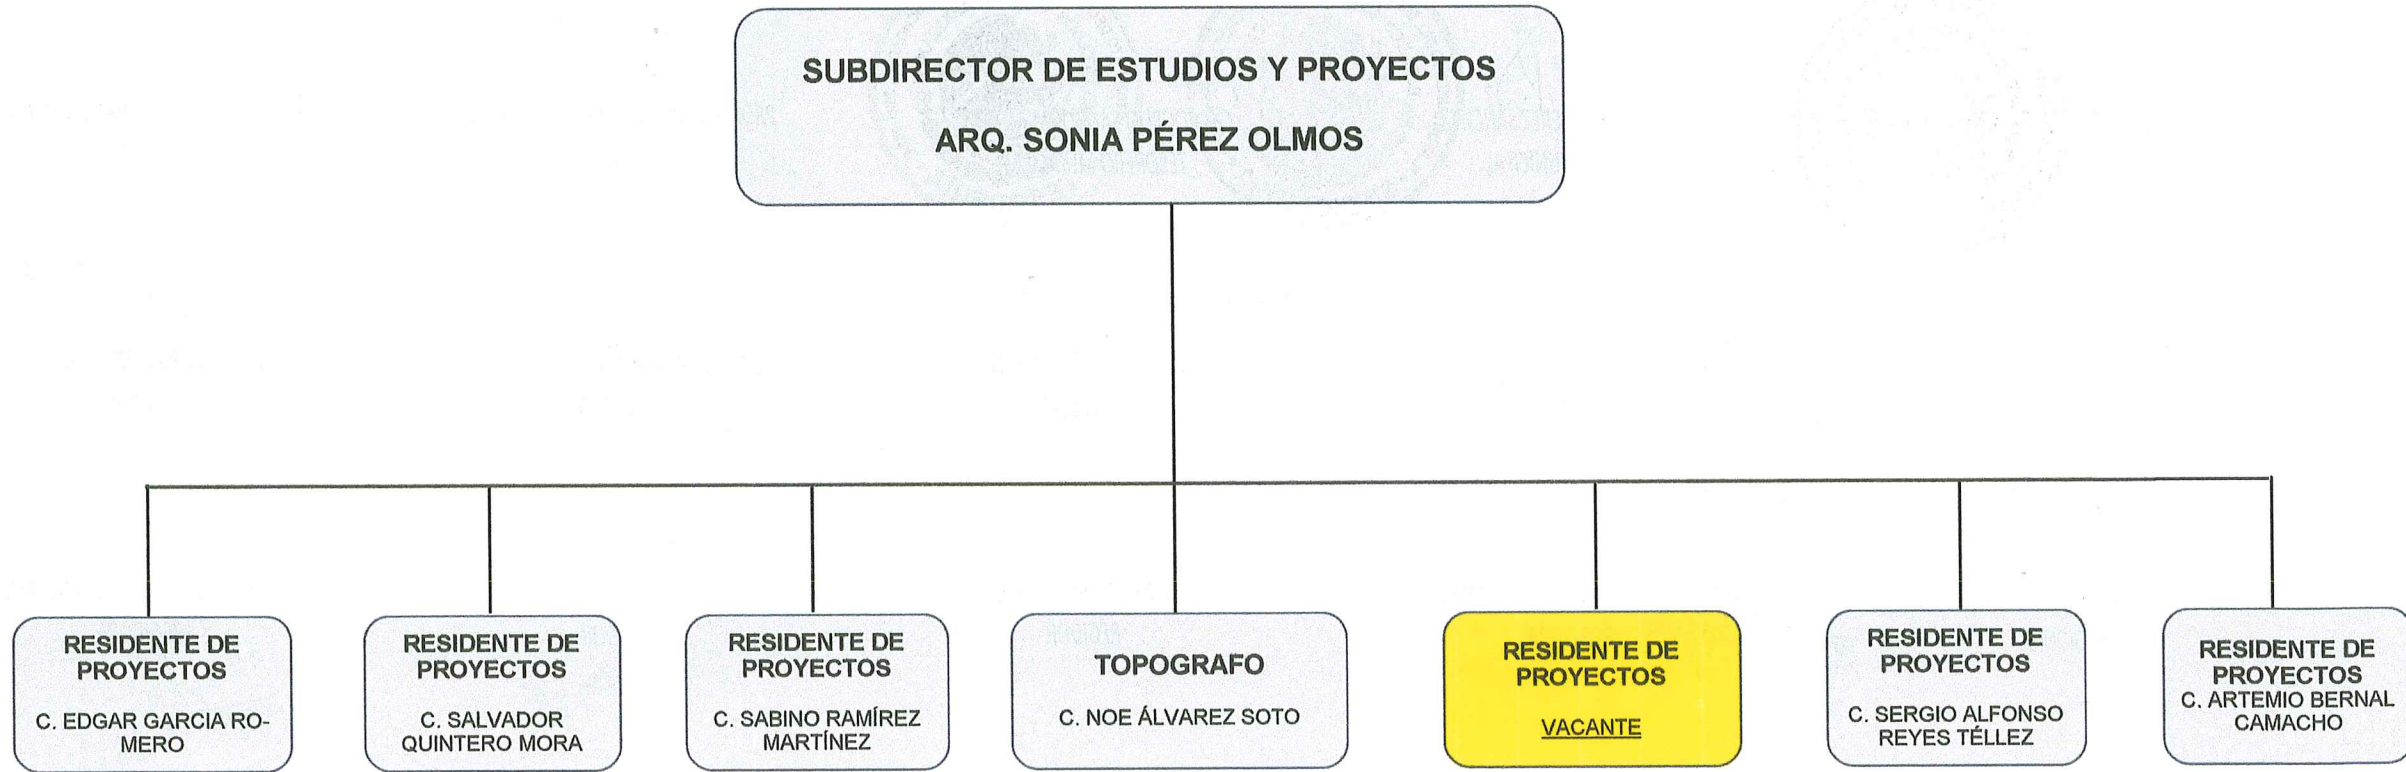 SUBDIRECTOR DE ESTUDIOS Y PROYECTOS
ARQ. SONIA PÉREZ OLMOS
RESIDENTE DE
PROYECTOS
C. EDGAR GARCIA RO-
MERO
RESIDENTE DE
PROYECTOS
C. SALVADOR
QUINTERO MORA
RESIDENTE DE
PROYECTOS
C. SABINO RAMÍREZ
MARTÍNEZ
TOPOGRAFO
C. NOE ÁLVAREZ SOTO
RESIDENTE DE
PROYECTOS
VACANTE
RESIDENTE DE
PROYECTOS
C. SERGIO ALFONSO
REYES TÉLLEZ
RESIDENTE DE
PROYECTOS
C. ARTEMIO BERNAL
CAMACHO